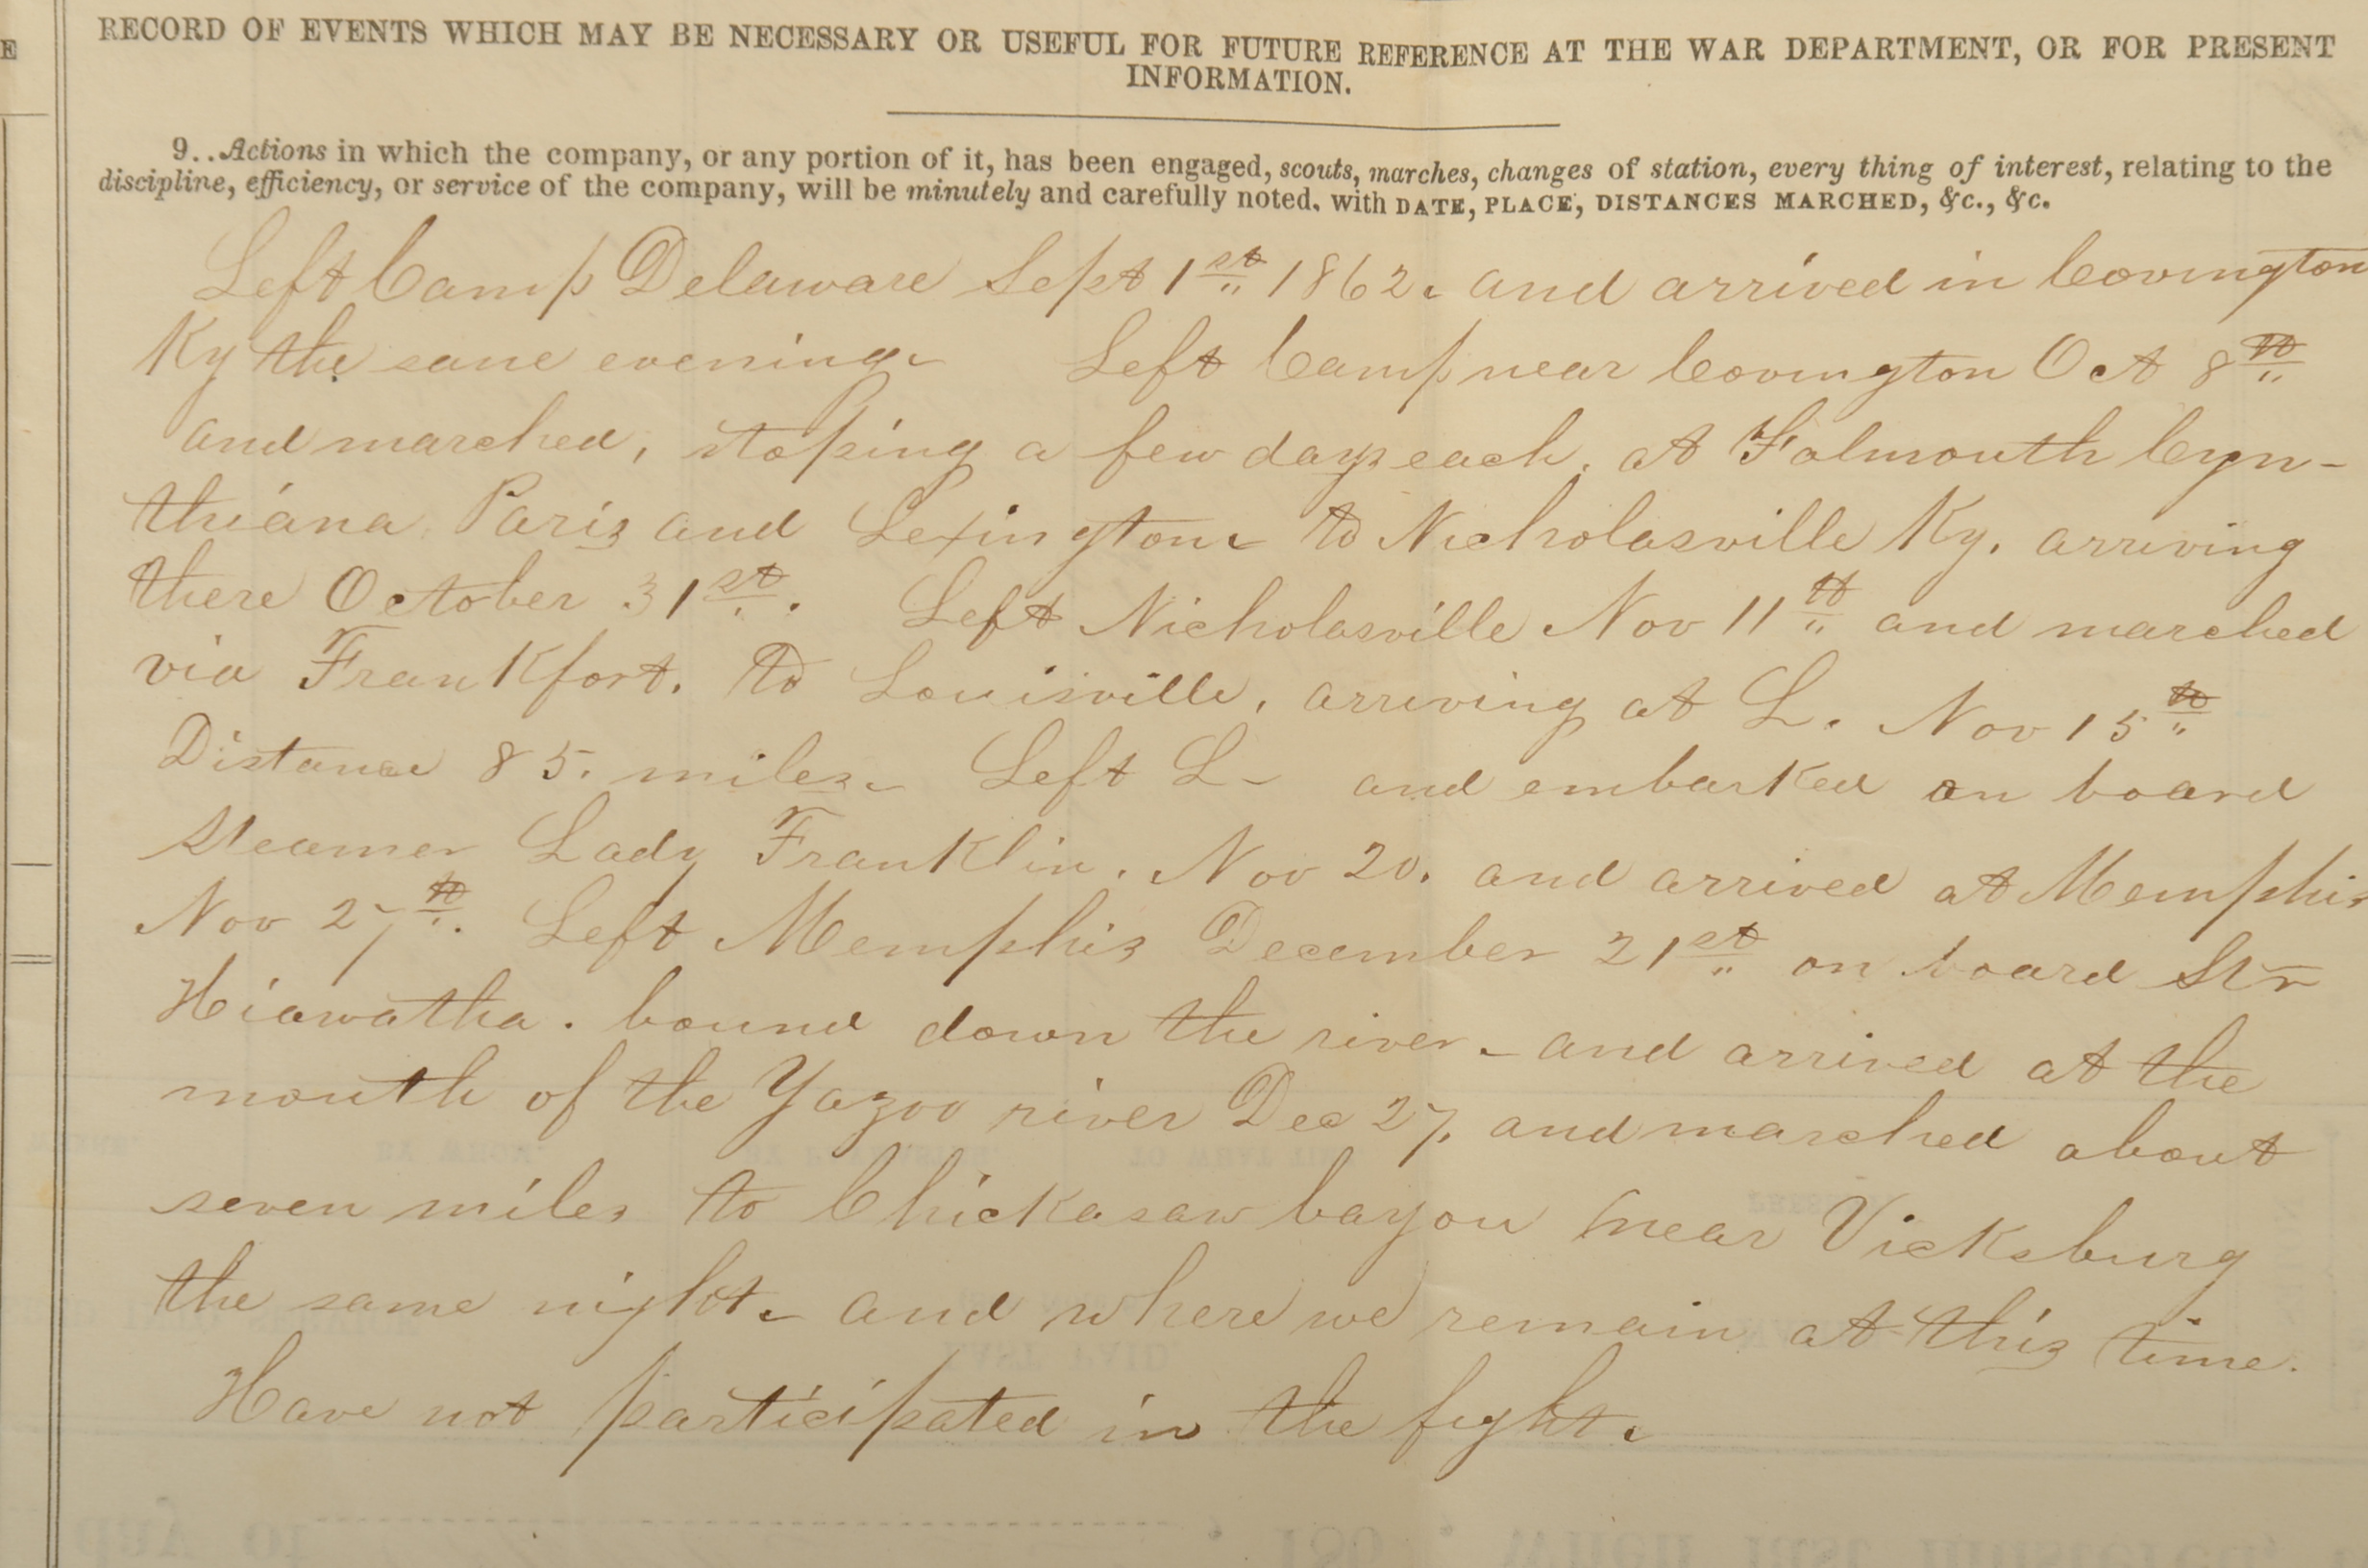 RECORD OF EVENTS WHICH MAY BE NECESSARY OR USEFUL FOR FUTURE REFERENCE AT THE WAR DEPARTMENT, OR FOR PRESENT
INFORMATION.
9..Actions in which the company, or any portion of it, has been engaged, scouts, marches, changes of station, every thing of interest, relating to the
discipline, efficiency, or service of the company, will be minutely and carefully noted, with DATE, PLACE, DISTANCES MARCHED, &c., &c.
Left Camp Delaware Sept 1st 1862. and arrived in Covington
Ky the same evening. Left Camp near Covington Oct 8th
and marched, stoping a few days each. at Falmouth Cyn-
thiana Paris and Lexington. to Nicholasville Ky. arriving
there October 31st. Left Nicholasville Nov 11th and marched
via Frankfort. to Louisville, arriving at L. Nov 15th
Distance 85. miles. Left L- and embarked on board
steamer Lady Franklin. Nov 20. and arrived at Memphis
Nov 27th. Left Memphis December 21st on board Str
Hiawatha. bound down the river. and arrived at the
mouth of the Yazoo river Dec 27, and marched about
seven miles to Chickasaw bayou near Vicksburg
the same night. and where we remain at this time.
Have not participated in the fight.